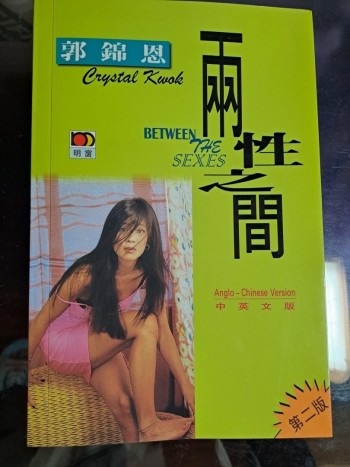 郭錦恩
Crystal Kwok
明窗
兩性之間
BETWEEN
THE
SEXES
Anglo-Chinese Version
中英文版
第二版